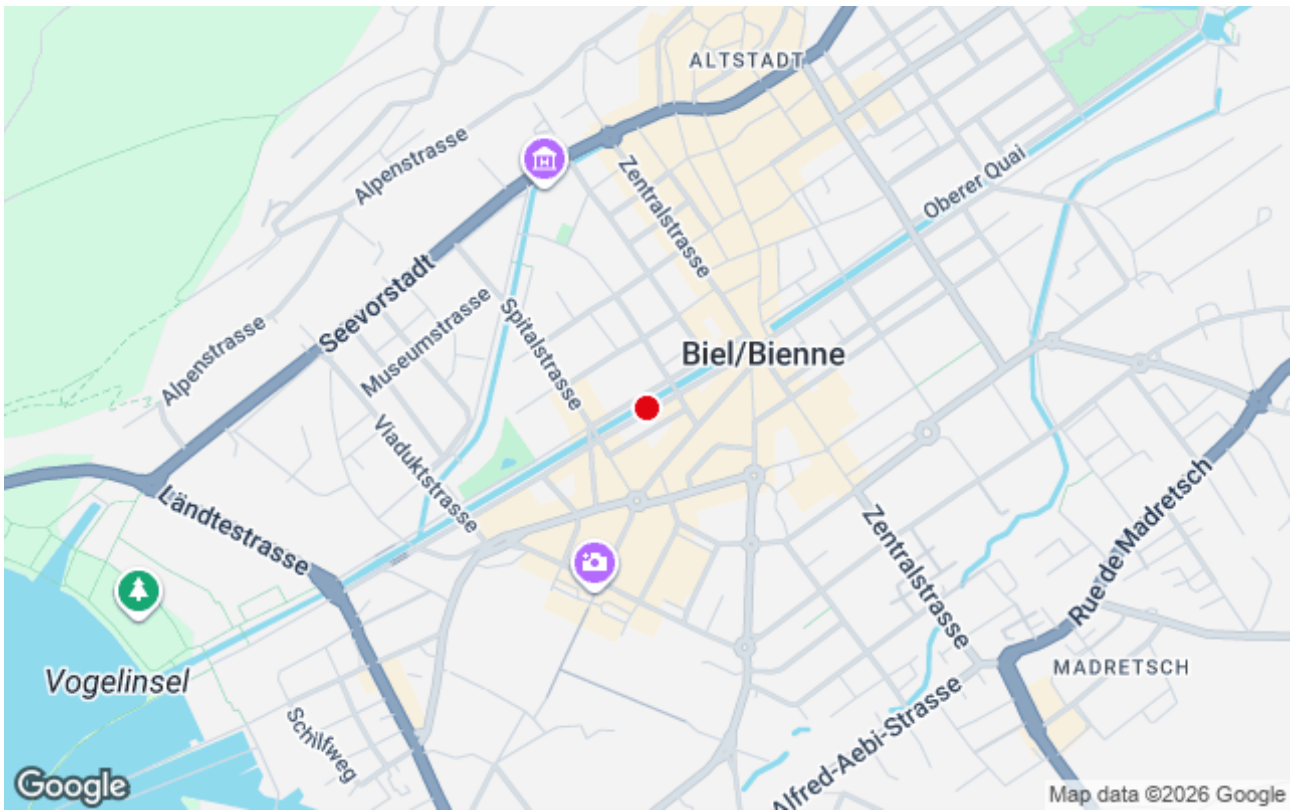 ALTSTADT
Alpenstrasse
Zentralstrasse
Oberer Quai
Seevorstadt
Museumstrasse
Spitalstrasse
Alpenstrasse
Biel/Bienne
Viaduktstrasse
Ländtestrasse
Zentralstrasse
Rue de Madretsch
MADRETSCH
Vogelinsel
Schilfweg
Alfred-Aebi-Strasse
Google
Map data ©2026 Google